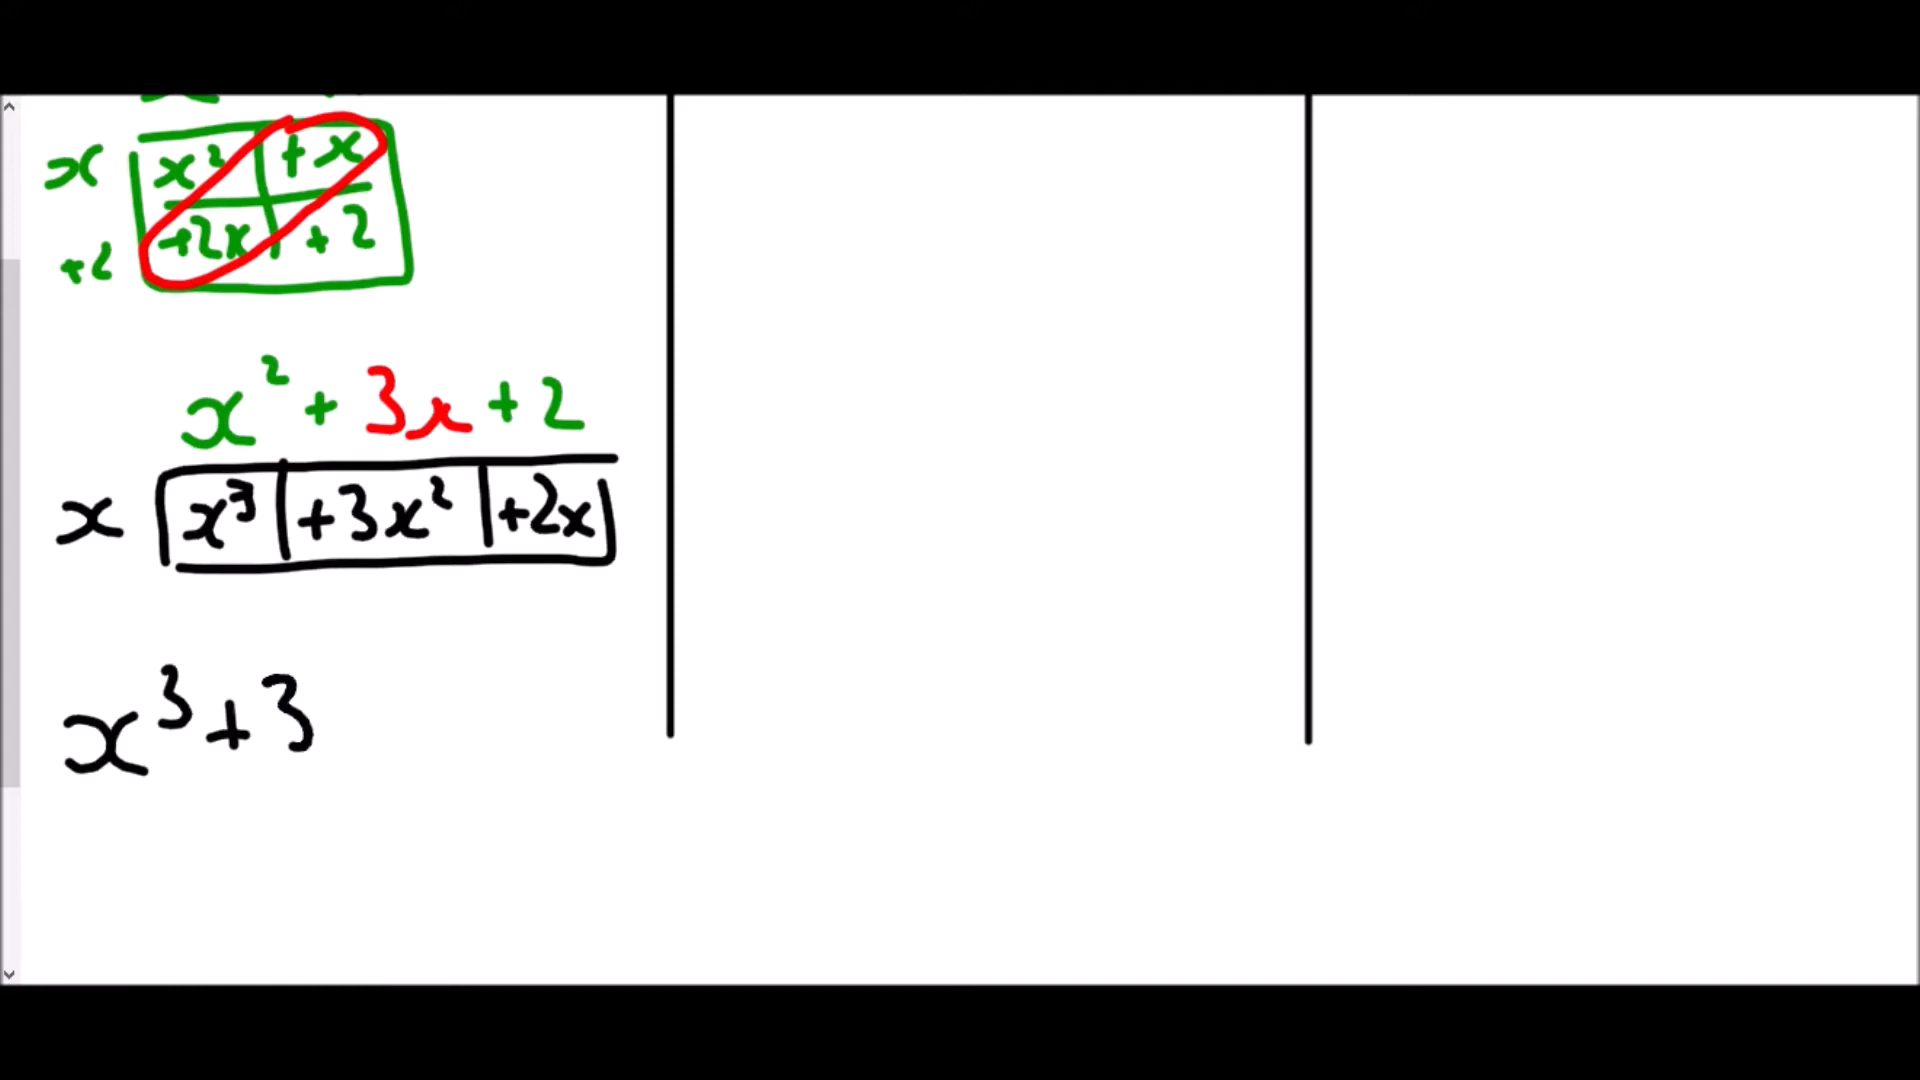 x x² +x
+2 +2x +2
x² + 3x + 2
x x³ +3x² +2x
x³ + 3